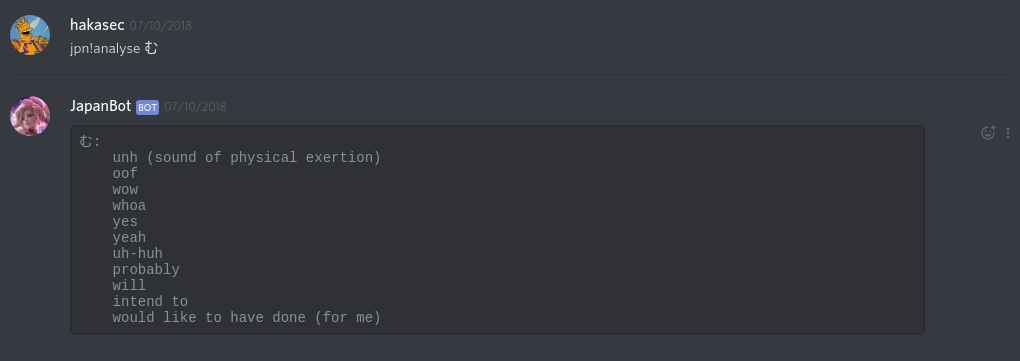 hakasec 07/10/2018
jpn!analyse む
JapanBot BOT 07/10/2018
む:
unh (sound of physical exertion)
oof
wow
whoa
yes
yeah
uh-huh
probably
will
intend to
would like to have done (for me)